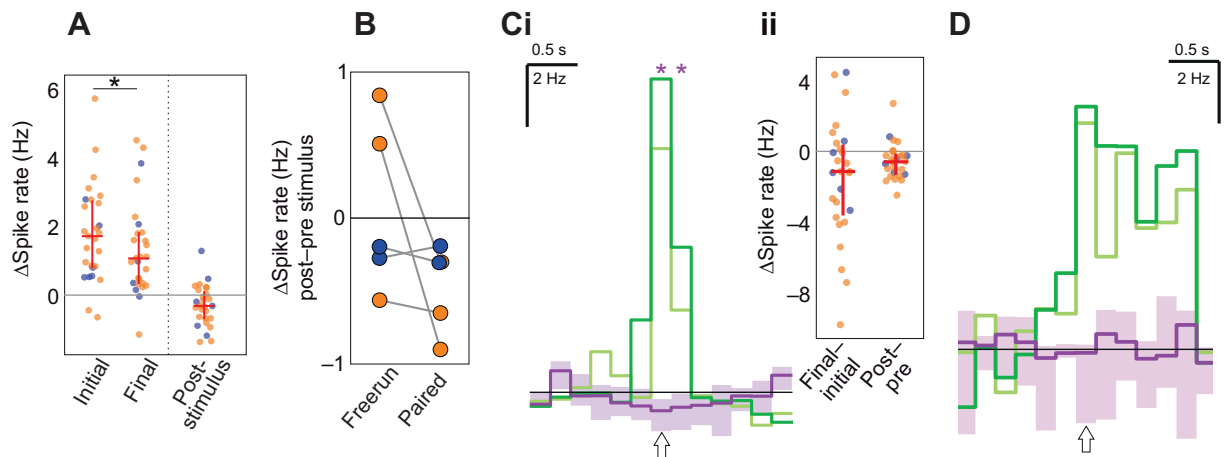 A
ΔSpike rate (Hz)
6
4
2
0
*
Initial
Final
Post-
stimulus
B
ΔSpike rate (Hz)
post–pre stimulus
1
0
–1
Freerun
Paired
Ci
0.5 s
2 Hz
* *
ii
ΔSpike rate (Hz)
4
0
−4
−8
Final–
initial
Post–
pre
D
0.5 s
2 Hz